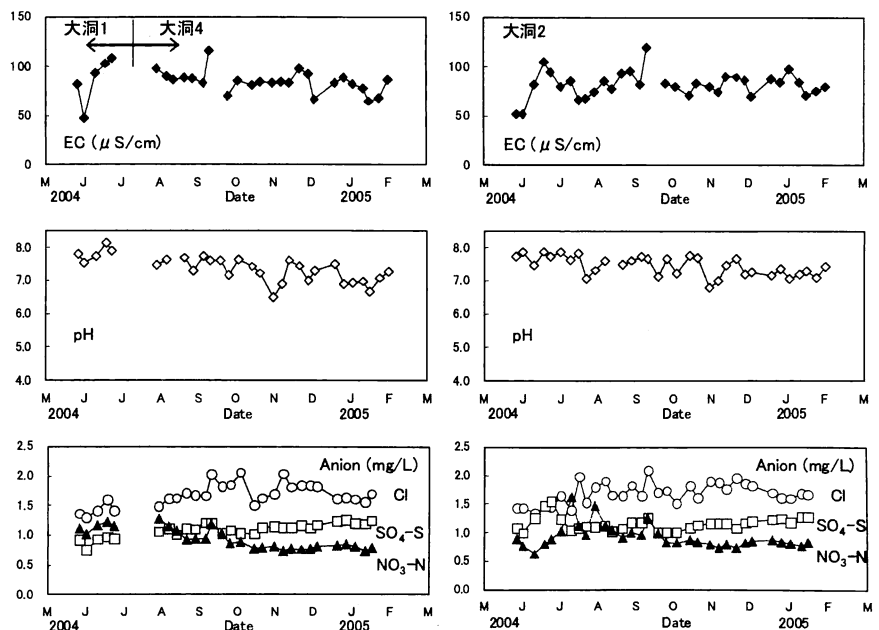 150
100
50
0
大洞1 大洞4
EC (μS/cm)
M J J A S O N D J F M
2004 Date 2005
150
100
50
0
大洞2
EC (μS/cm)
M J J A S O N D J F M
2004 Date 2005
8.0
7.0
6.0
5.0
4.0
pH
M J J A S O N D J F M
2004 Date 2005
8.0
7.0
6.0
5.0
4.0
pH
M J J A S O N D J F M
2004 Date 2005
2.5
2.0
1.5
1.0
0.5
0.0
Anion (mg/L)
Cl
SO₄-S
NO₃-N
M J J A S O N D J F M
2004 Date 2005
2.5
2.0
1.5
1.0
0.5
0.0
Anion (mg/L)
Cl
SO₄-S
NO₃-N
M J J A S O N D J F M
2004 Date 2005